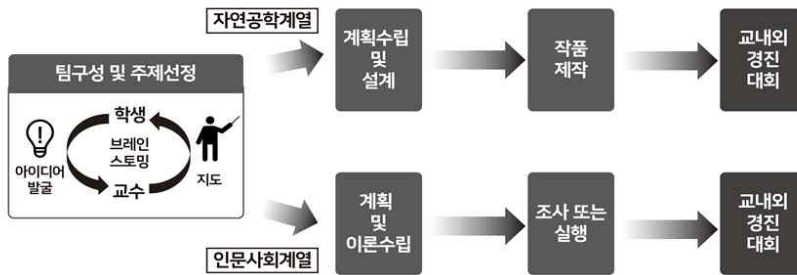 자연공학계열
계획수립
및
설계
작품
제작
교내외
경진
대회
팀구성 및 주제선정
학생
브레인
스토밍
교수
아이디어
발굴
지도
계획
및
이론수립
조사 또는
실행
교내외
경진
대회
인문사회계열